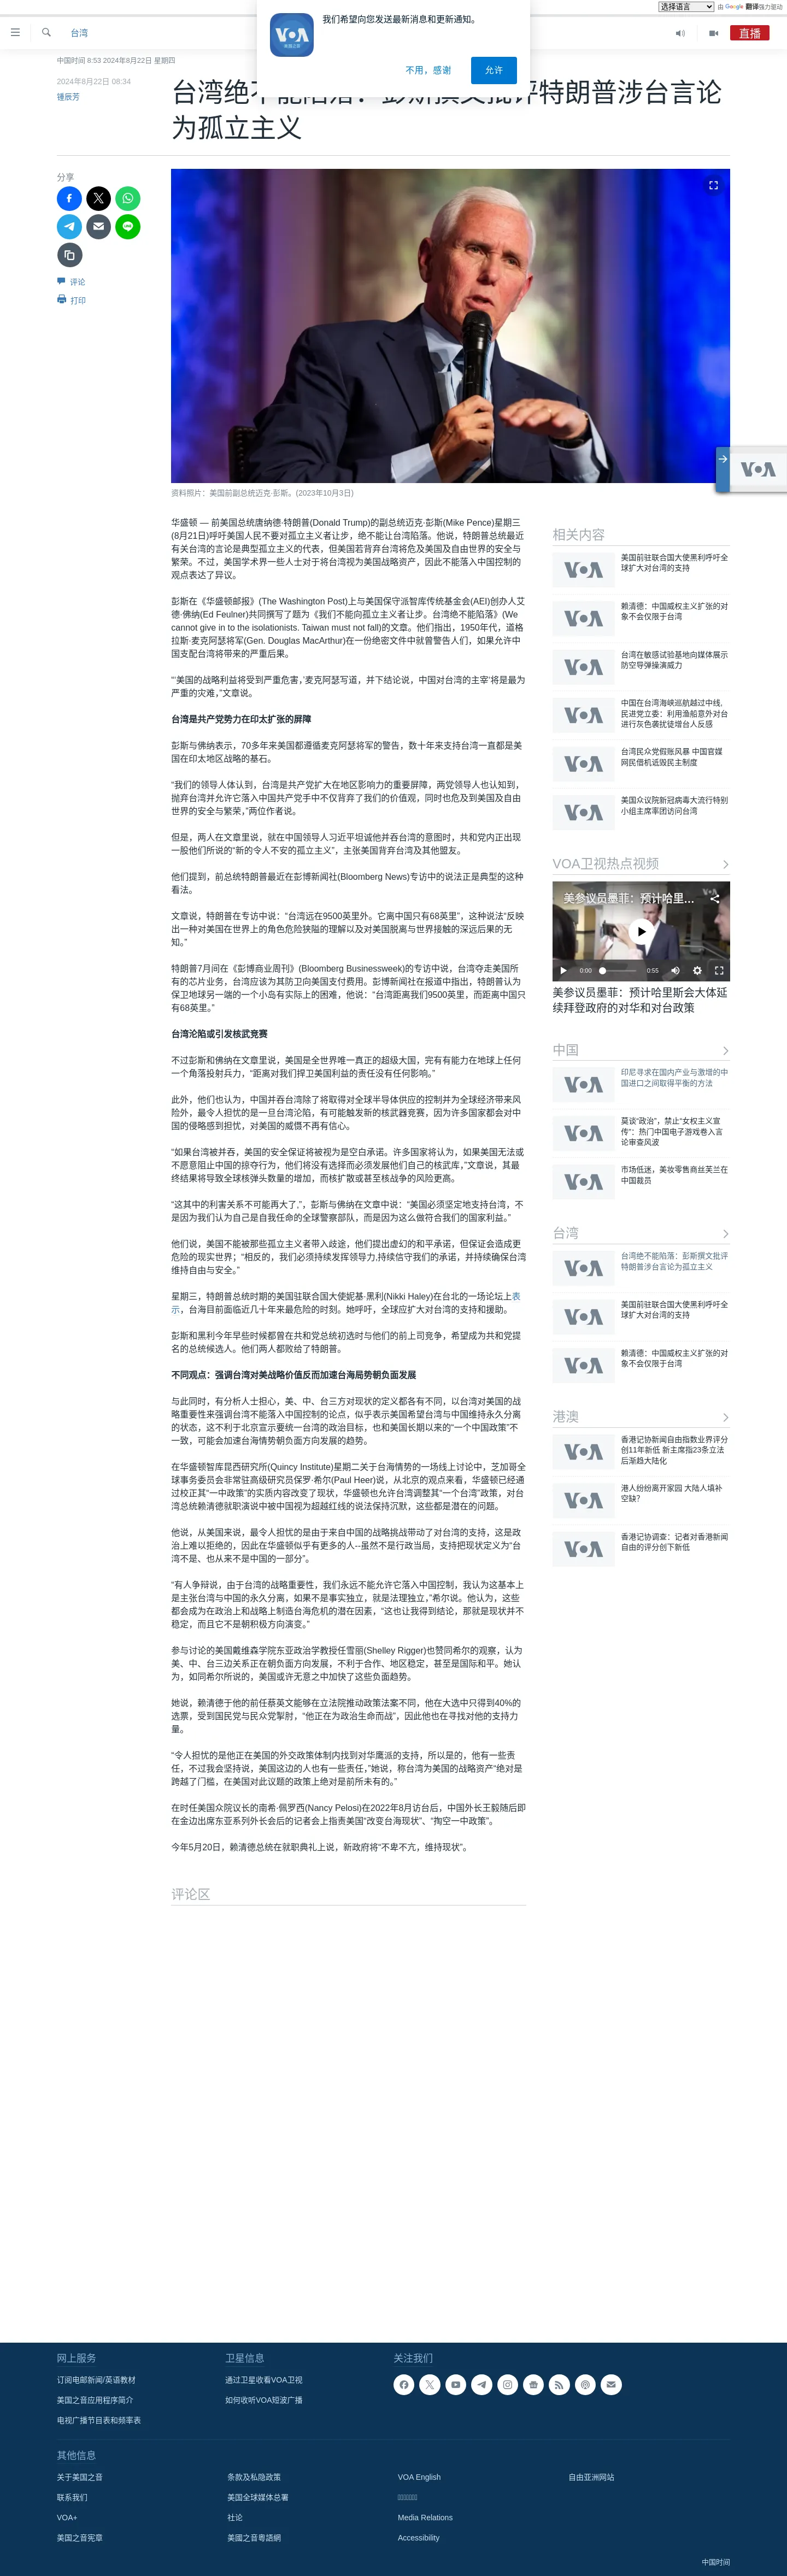 选择语言 由 Google 翻译强力驱动
我们希望向您发送最新消息和更新通知。
不用，感谢 允许
台湾
直播
中国时间 8:53 2024年8月22日 星期四
2024年8月22日 08:34
锺辰芳
台湾绝不能陷落：彭斯撰文批评特朗普涉台言论
为孤立主义
分享
评论
打印
资料照片：美国前副总统迈克·彭斯。(2023年10月3日)
华盛顿 — 前美国总统唐纳德·特朗普(Donald Trump)的副总统迈克·彭斯(Mike Pence)星期三
(8月21日)呼吁美国人民不要对孤立主义者让步，绝不能让台湾陷落。他说，特朗普总统最近
有关台湾的言论是典型孤立主义的代表，但美国若背弃台湾将危及美国及自由世界的安全与
繁荣。不过，美国学术界一些人士对于将台湾视为美国战略资产，因此不能落入中国控制的
观点表达了异议。
彭斯在《华盛顿邮报》(The Washington Post)上与美国保守派智库传统基金会(AEI)创办人艾
德·佛纳(Ed Feulner)共同撰写了题为《我们不能向孤立主义者让步。台湾绝不能陷落》(We
cannot give in to the isolationists. Taiwan must not fall)的文章。他们指出，1950年代，道格
拉斯·麦克阿瑟将军(Gen. Douglas MacArthur)在一份绝密文件中就曾警告人们，如果允许中
国支配台湾将带来的严重后果。
“‘美国的战略利益将受到严重危害，’麦克阿瑟写道，并下结论说，中国对台湾的主宰‘将是最为
严重的灾难，”文章说。
台湾是共产党势力在印太扩张的屏障
彭斯与佛纳表示，70多年来美国都遵循麦克阿瑟将军的警告，数十年来支持台湾一直都是美
国在印太地区战略的基石。
“我们的领导人体认到，台湾是共产党扩大在地区影响力的重要屏障，两党领导人也认知到，
抛弃台湾并允许它落入中国共产党手中不仅背弃了我们的价值观，同时也危及到美国及自由
世界的安全与繁荣，”两位作者说。
但是，两人在文章里说，就在中国领导人习近平坦诚他并吞台湾的意图时，共和党内正出现
一股他们所说的“新的令人不安的孤立主义”，主张美国背弃台湾及其他盟友。
他们提到，前总统特朗普最近在彭博新闻社(Bloomberg News)专访中的说法正是典型的这种
看法。
文章说，特朗普在专访中说：“台湾远在9500英里外。它离中国只有68英里”，这种说法“反映
出一种对美国在世界上的角色危险狭隘的理解以及对美国脱离与世界接触的深远后果的无
知。”
特朗普7月间在《彭博商业周刊》(Bloomberg Businessweek)的专访中说，台湾夺走美国所
有的芯片业务，台湾应该为其防卫向美国支付费用。彭博新闻社在报道中指出，特朗普认为
保卫地球另一端的一个小岛有实际上的困难，他说：“台湾距离我们9500英里，而距离中国只
有68英里。”
台湾沦陷或引发核武竞赛
不过彭斯和佛纳在文章里说，美国是全世界唯一真正的超级大国，完有有能力在地球上任何
一个角落投射兵力，“距离对我们捍卫美国利益的责任没有任何影响。”
此外，他们也认为，中国并吞台湾除了将取得对全球半导体供应的控制并为全球经济带来风
险外，最令人担忧的是一旦台湾沦陷，有可能触发新的核武器竞赛，因为许多国家都会对中
国的侵略感到担忧，对美国的威慑不再有信心。
“如果台湾被并吞，美国的安全保证将被视为是空白承诺。许多国家将认为，如果美国无法或
不愿意阻止中国的掠夺行为，他们将没有选择而必须发展他们自己的核武库，”文章说，其最
终结果将导致全球核弹头数量的增加，而核扩散或甚至核战争的风险更高。
“这其中的利害关系不可能再大了，”，彭斯与佛纳在文章中说：“美国必须坚定地支持台湾，不
是因为我们认为自己是自我任命的全球警察部队，而是因为这么做符合我们的国家利益。”
他们说，美国不能被那些孤立主义者带入歧途，他们提出虚幻的和平承诺，但保证会造成更
危险的现实世界；“相反的，我们必须持续发挥领导力,持续信守我们的承诺，并持续确保台湾
维持自由与安全。”
星期三，特朗普总统时期的美国驻联合国大使妮基·黑利(Nikki Haley)在台北的一场论坛上表
示，台海目前面临近几十年来最危险的时刻。她呼吁，全球应扩大对台湾的支持和援助。
彭斯和黑利今年早些时候都曾在共和党总统初选时与他们的前上司竞争，希望成为共和党提
名的总统候选人。他们两人都败给了特朗普。
不同观点：强调台湾对美战略价值反而加速台海局势朝负面发展
与此同时，有分析人士担心，美、中、台三方对现状的定义都各有不同，以台湾对美国的战
略重要性来强调台湾不能落入中国控制的论点，似乎表示美国希望台湾与中国维持永久分离
的状态，这不利于北京宣示要统一台湾的政治目标，也和美国长期以来的“一个中国政策”不
一致，可能会加速台海情势朝负面方向发展的趋势。
在华盛顿智库昆西研究所(Quincy Institute)星期二关于台海情势的一场线上讨论中，芝加哥全
球事务委员会非常驻高级研究员保罗·希尔(Paul Heer)说，从北京的观点来看，华盛顿已经通
过校正其“一中政策”的实质内容改变了现状，华盛顿也允许台湾调整其“一个台湾”政策，对台
湾总统赖清德就职演说中被中国视为超越红线的说法保持沉默，这些都是潜在的问题。
他说，从美国来说，最令人担忧的是由于来自中国的战略挑战带动了对台湾的支持，这是政
治上难以拒绝的，因此在华盛顿似乎有更多的人--虽然不是行政当局，支持把现状定义为“台
湾不是、也从来不是中国的一部分”。
“有人争辩说，由于台湾的战略重要性，我们永远不能允许它落入中国控制，我认为这基本上
是主张台湾与中国的永久分离，如果不是事实独立，就是法理独立，”希尔说。他认为，这些
都会成为在政治上和战略上制造台海危机的潜在因素，“这也让我得到结论，那就是现状并不
稳定，而且它不是朝积极方向演变。”
参与讨论的美国戴维森学院东亚政治学教授任雪丽(Shelley Rigger)也赞同希尔的观察，认为
美、中、台三边关系正在朝负面方向发展，不利于合作、地区稳定，甚至是国际和平。她认
为，如同希尔所说的，美国或许无意之中加快了这些负面趋势。
她说，赖清德于他的前任蔡英文能够在立法院推动政策法案不同，他在大选中只得到40%的
选票，受到国民党与民众党掣肘，“他正在为政治生命而战”，因此他也在寻找对他的支持力
量。
“令人担忧的是他正在美国的外交政策体制内找到对华鹰派的支持，所以是的，他有一些责
任，不过我会坚持说，美国这边的人也有一些责任，”她说，称台湾为美国的战略资产“绝对是
跨越了门槛，在美国对此议题的政策上绝对是前所未有的。”
在时任美国众院议长的南希·佩罗西(Nancy Pelosi)在2022年8月访台后，中国外长王毅随后即
在金边出席东亚系列外长会后的记者会上指责美国“改变台海现状”、“掏空一中政策”。
今年5月20日，赖清德总统在就职典礼上说，新政府将“不卑不亢，维持现状”。
评论区
相关内容
美国前驻联合国大使黑利呼吁全
球扩大对台湾的支持
赖清德：中国威权主义扩张的对
象不会仅限于台湾
台湾在敏感试验基地向媒体展示
防空导弹操演威力
中国在台湾海峡巡航越过中线,
民进党立委：利用渔船意外对台
进行灰色袭扰徒增台人反感
台湾民众党假账风暴 中国官媒
网民借机诋毁民主制度
美国众议院新冠病毒大流行特别
小组主席率团访问台湾
VOA卫视热点视频
美参议员墨菲：预计哈里...
0:00 0:55
美参议员墨菲：预计哈里斯会大体延
续拜登政府的对华和对台政策
中国
印尼寻求在国内产业与激增的中
国进口之间取得平衡的方法
莫谈“政治”，禁止“女权主义宣
传”：热门中国电子游戏卷入言
论审查风波
市场低迷，美妆零售商丝芙兰在
中国裁员
台湾
台湾绝不能陷落：彭斯撰文批评
特朗普涉台言论为孤立主义
美国前驻联合国大使黑利呼吁全
球扩大对台湾的支持
赖清德：中国威权主义扩张的对
象不会仅限于台湾
港澳
香港记协新闻自由指数业界评分
创11年新低 新主席指23条立法
后渐趋大陆化
港人纷纷离开家园 大陆人填补
空缺?
香港记协调查：记者对香港新闻
自由的评分创下新低
网上服务
订阅电邮新闻/英语教材
美国之音应用程序简介
电视广播节目表和频率表
卫星信息
通过卫星收看VOA卫视
如何收听VOA短波广播
关注我们
其他信息
关于美国之音
联系我们
VOA+
美国之音宪章
条款及私隐政策
美国全球媒体总署
社论
美國之音粵語網
VOA English
Media Relations
Accessibility
自由亚洲网站
中国时间